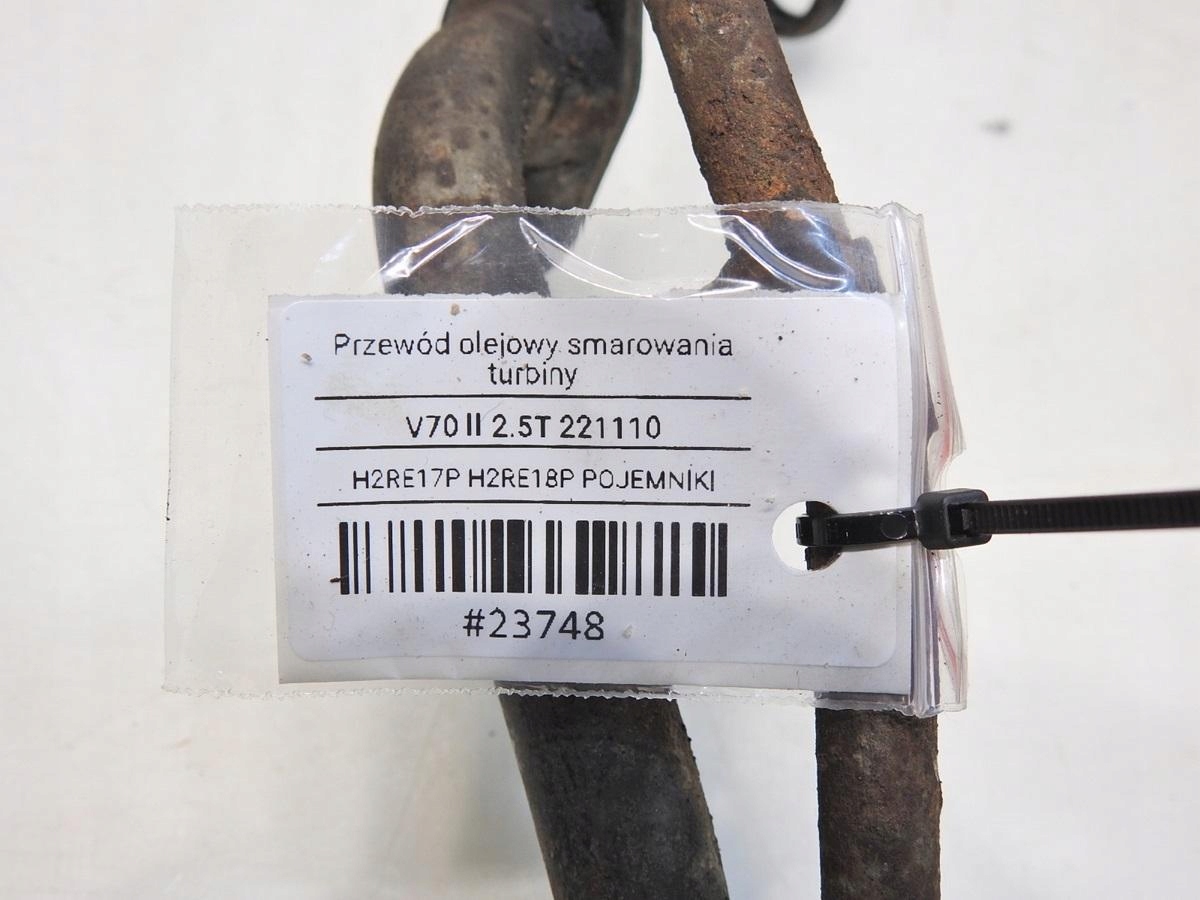 Przewód olejowy smarowania
turbiny
V70 II 2.5T 221110
H2RE17P H2RE18P POJEMNIKI
#23748